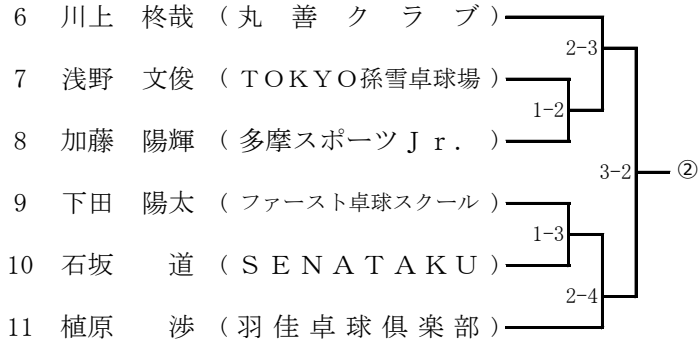 6 川上 柊哉 (丸善クラブ)
2-3
7 浅野 文俊 (TOKYO孫雪卓球場)
1-2
8 加藤 陽輝 (多摩スポーツJr. )
3-2 ②
9 下田 陽太 (ファースト卓球スクール)
1-3
10 石坂 道 (SENATAKU)
2-4
11 植原 渉 (羽佳卓球倶楽部)